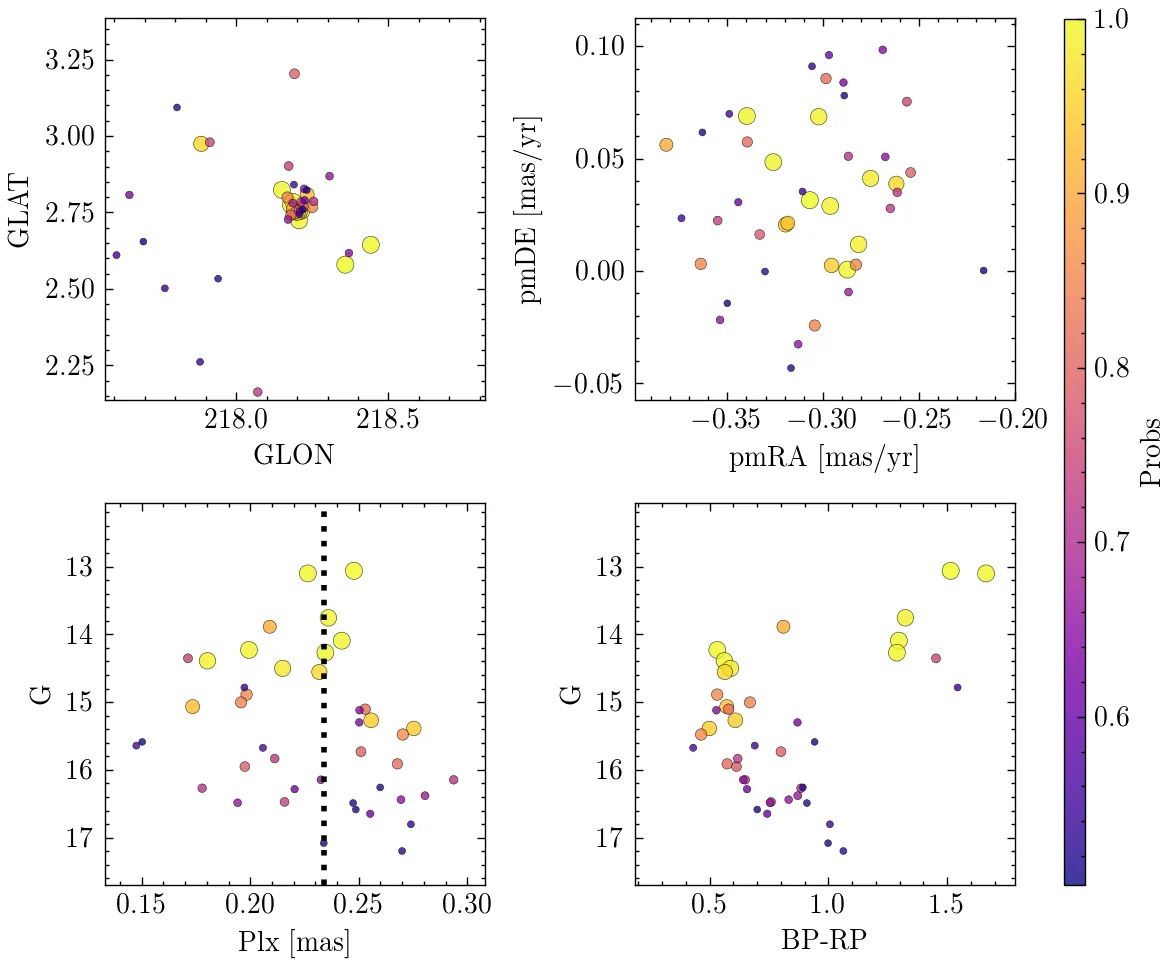 3.25
3.00
2.75
2.50
2.25
GLAT
218.0 218.5
GLON
0.10
0.05
0.00
−0.05
pmDE [mas/yr]
−0.35 −0.30 −0.25 −0.20
pmRA [mas/yr]
13
14
15
16
17
G
0.15 0.20 0.25 0.30
Plx [mas]
13
14
15
16
17
G
0.5 1.0 1.5
BP-RP
1.0
0.9
0.8
0.7
0.6
Probs